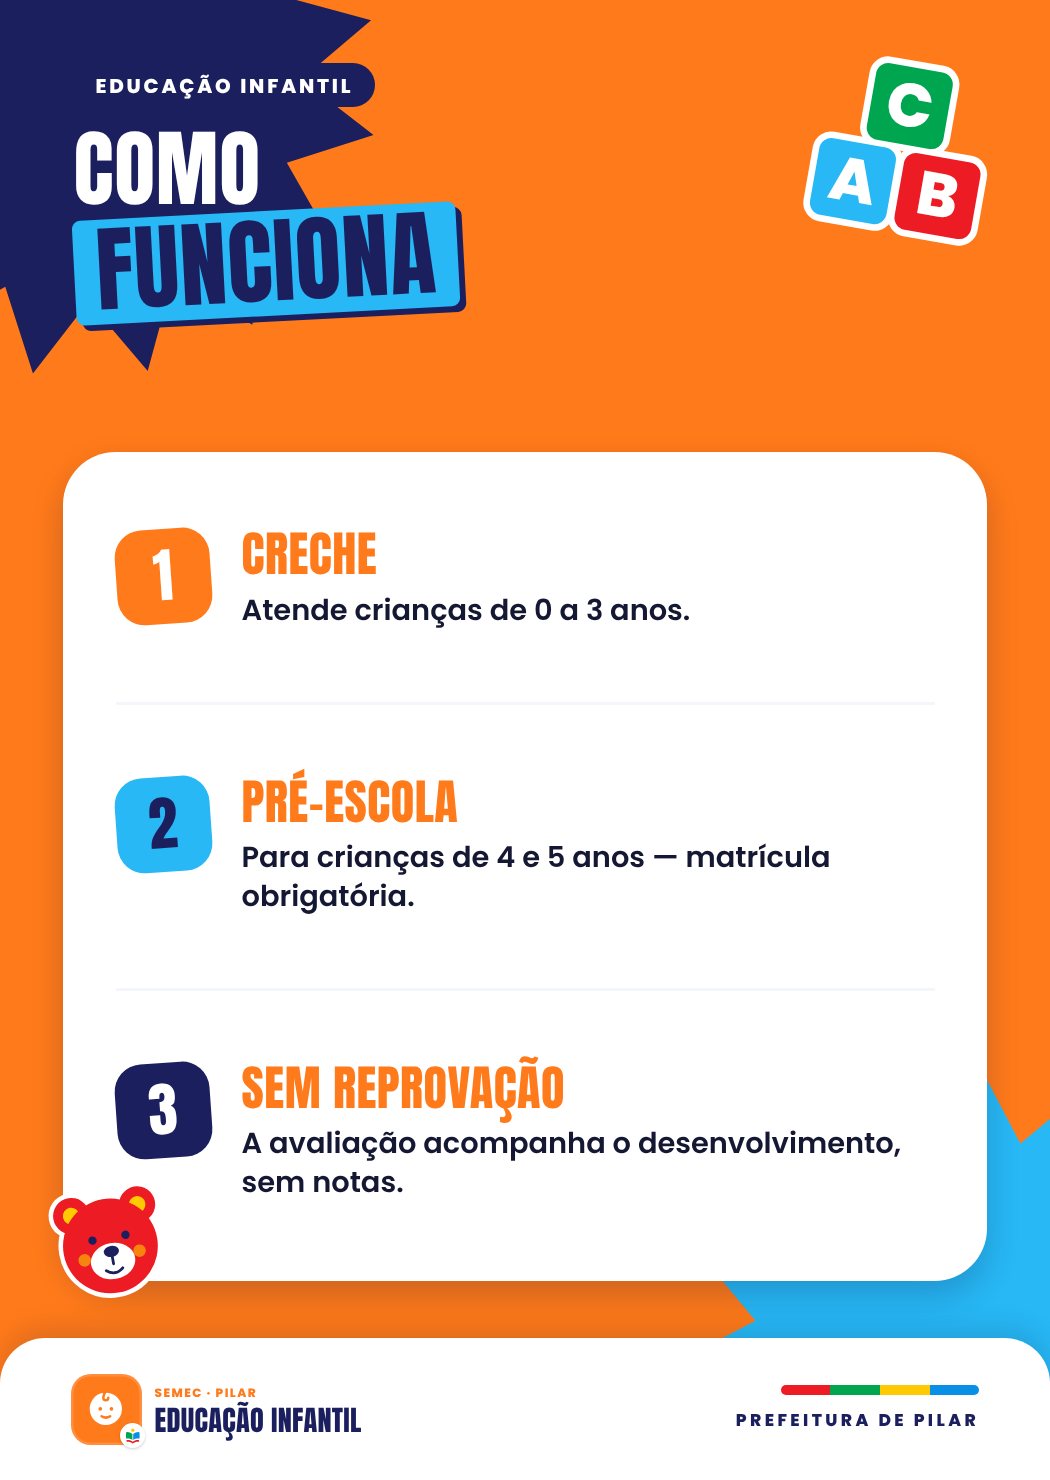 EDUCAÇÃO INFANTIL
COMO
FUNCIONA
C
A
B
1
CRECHE
Atende crianças de 0 a 3 anos.
2
PRÉ-ESCOLA
Para crianças de 4 e 5 anos — matrícula
obrigatória.
3
SEM REPROVAÇÃO
A avaliação acompanha o desenvolvimento,
sem notas.
SEMEC · PILAR
EDUCAÇÃO INFANTIL
PREFEITURA DE PILAR